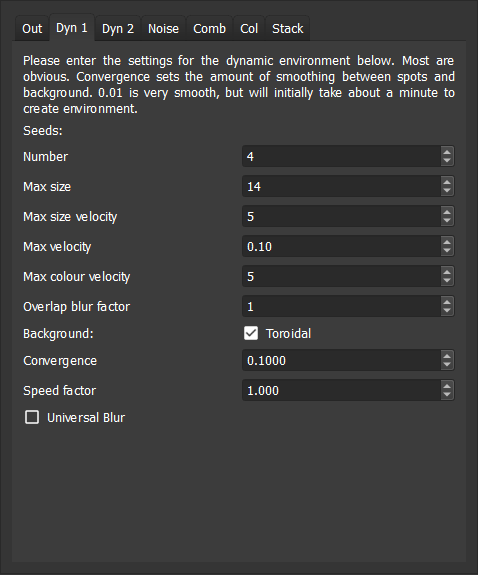 Out Dyn 1 Dyn 2 Noise Comb Col Stack
Please enter the settings for the dynamic environment below. Most are
obvious. Convergence sets the amount of smoothing between spots and
background. 0.01 is very smooth, but will initially take about a minute to
create environment.
Seeds:
Number 4
Max size 14
Max size velocity 5
Max velocity 0.10
Max colour velocity 5
Overlap blur factor 1
Background: Toroidal
Convergence 0.1000
Speed factor 1.000
Universal Blur